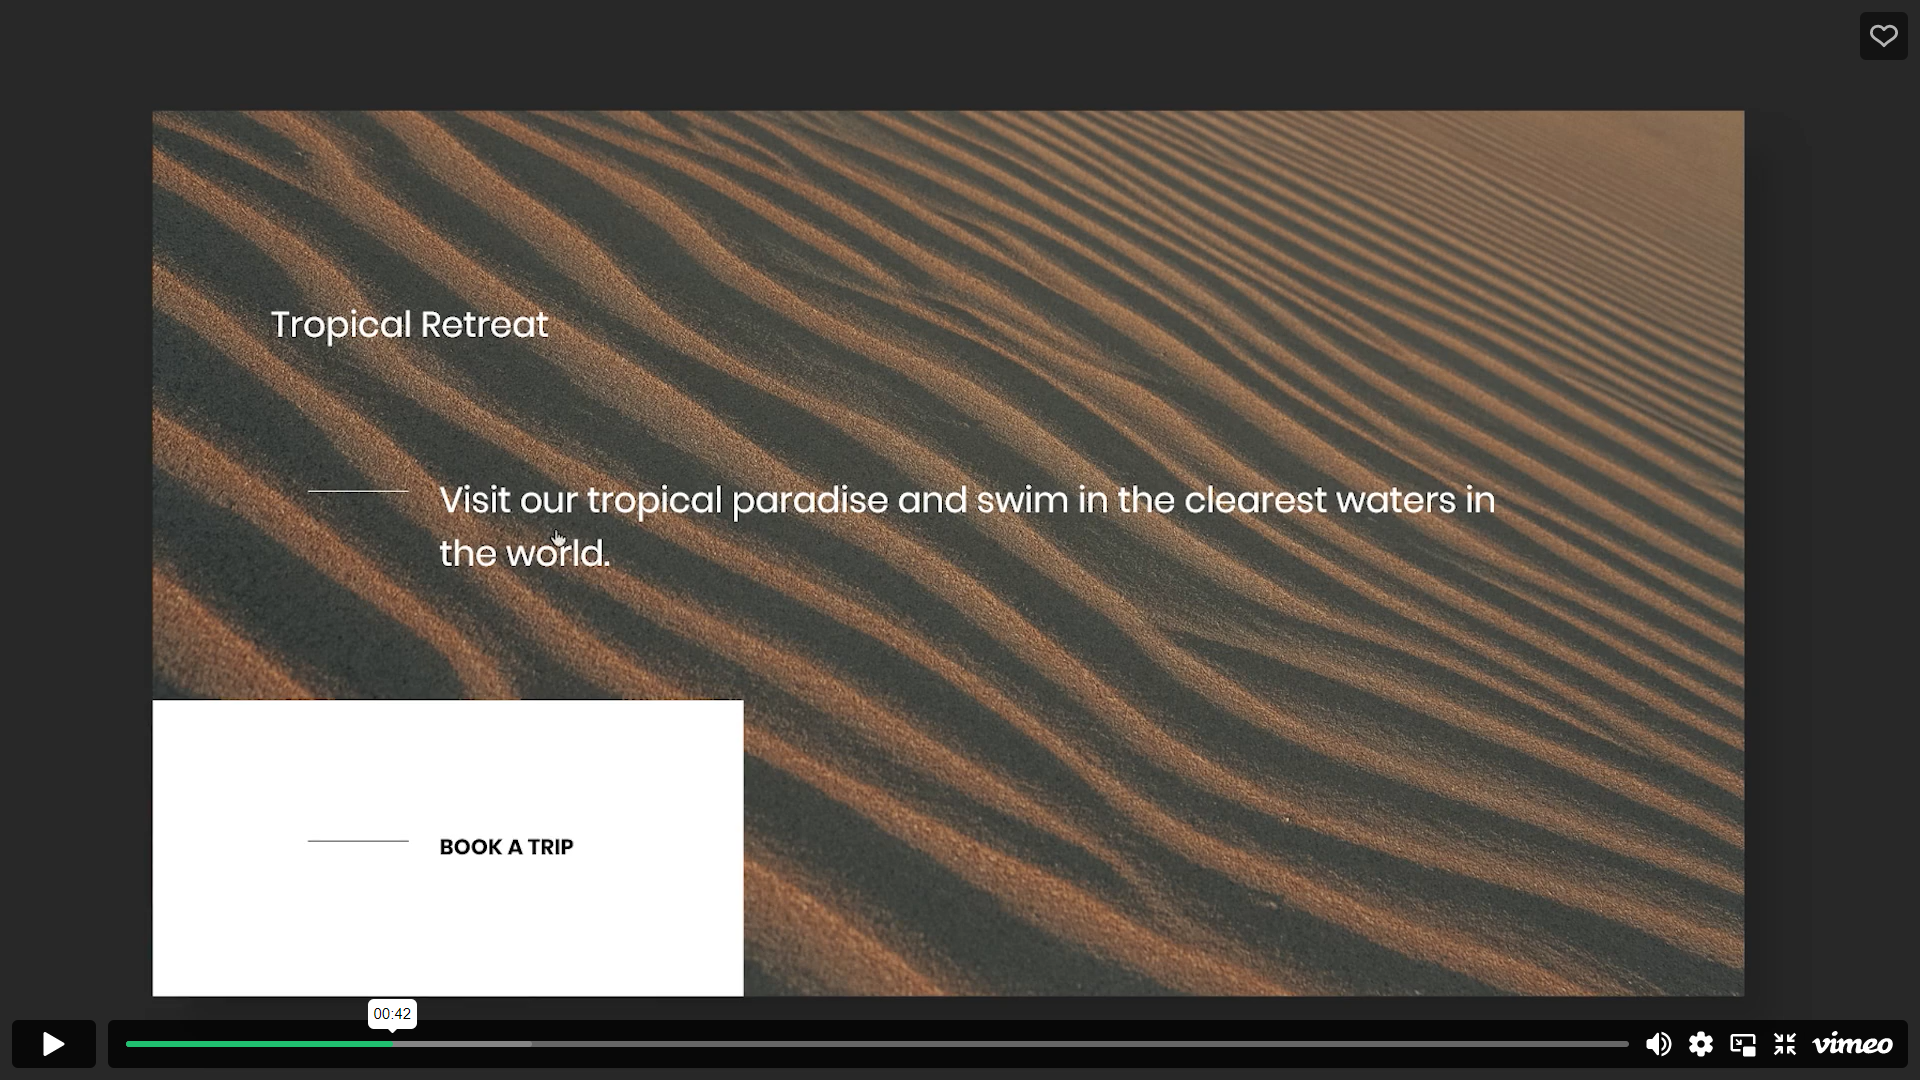 Tropical Retreat
Visit our tropical paradise and swim in the clearest waters in
the world.
BOOK A TRIP
00:42
vimeo